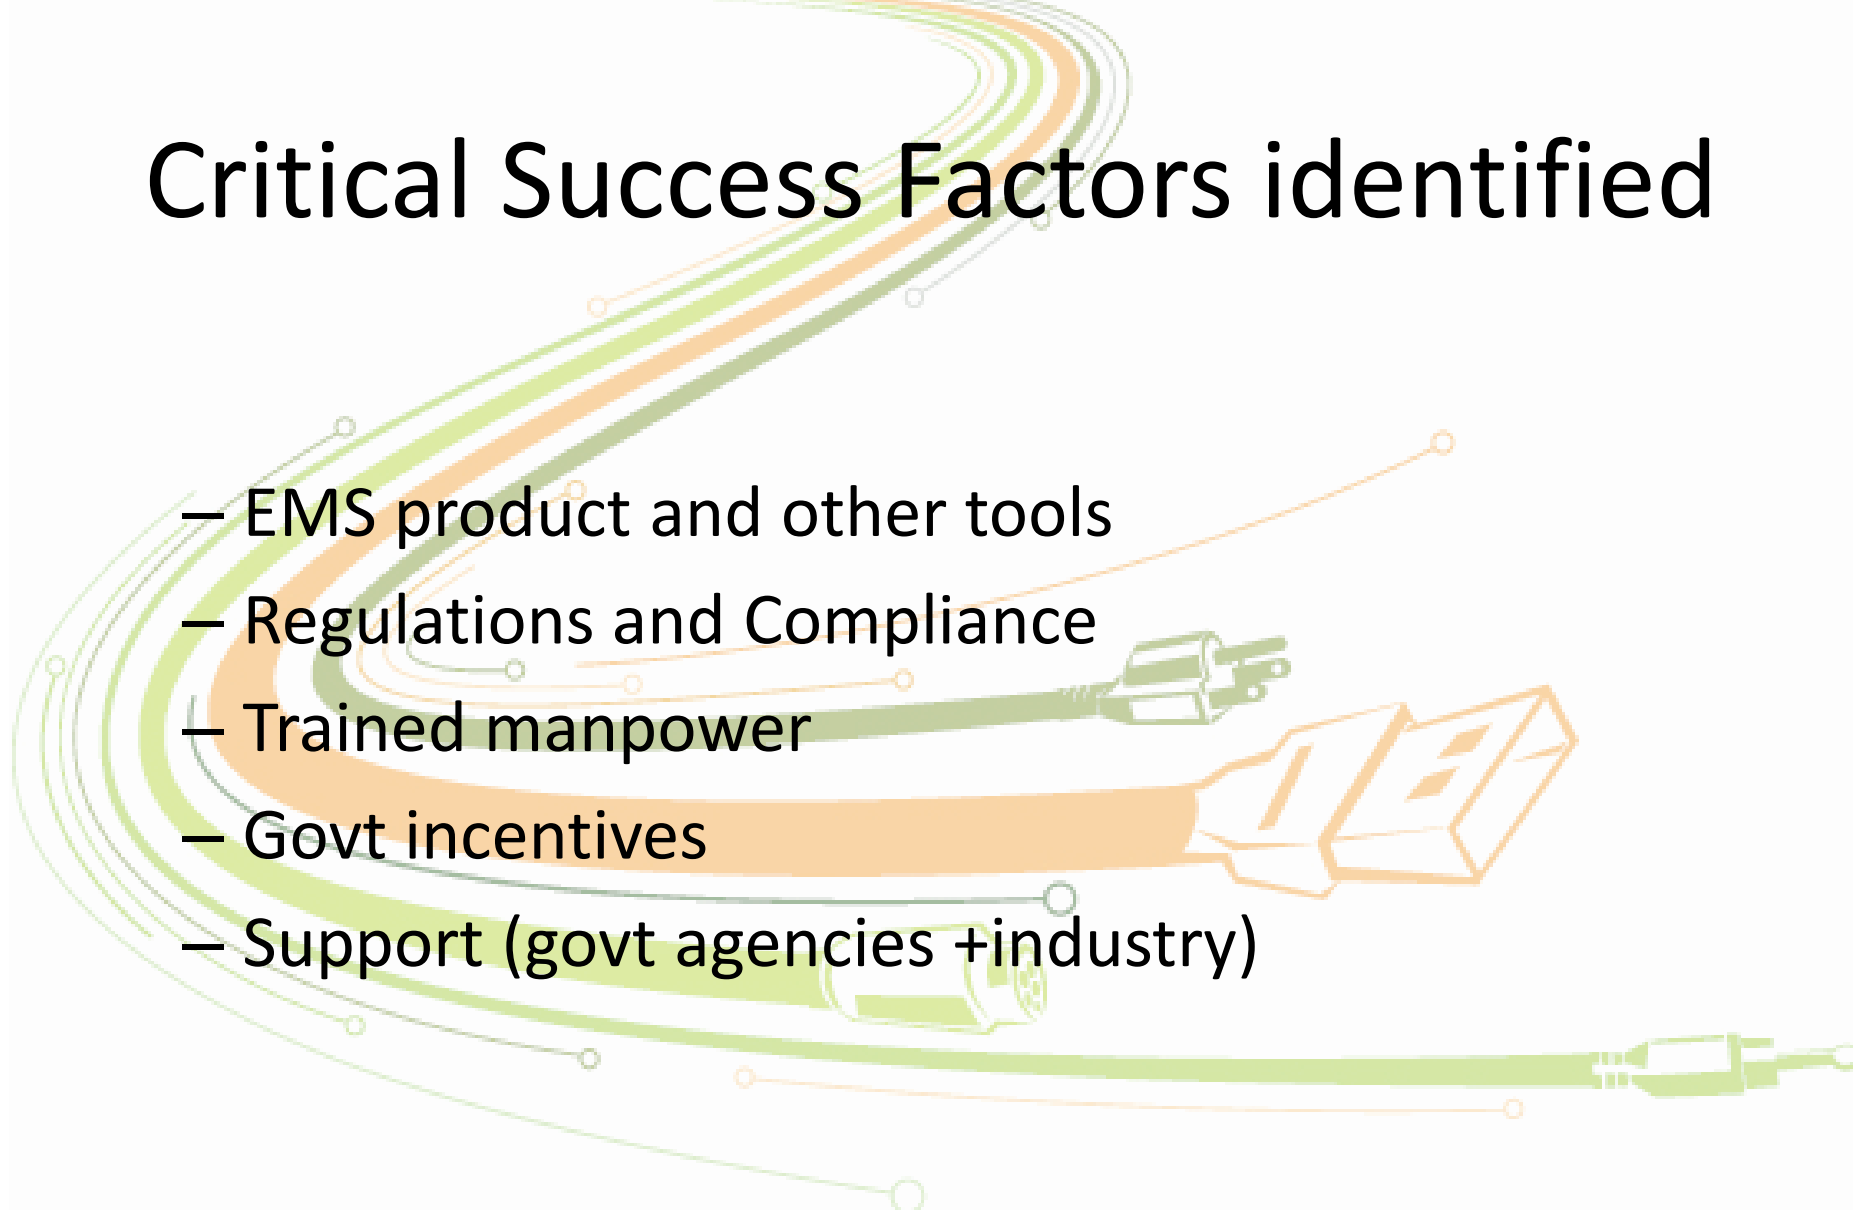 Critical Success Factors identified
– EMS product and other tools
– Regulations and Compliance
– Trained manpower
– Govt incentives
– Support (govt agencies +industry)